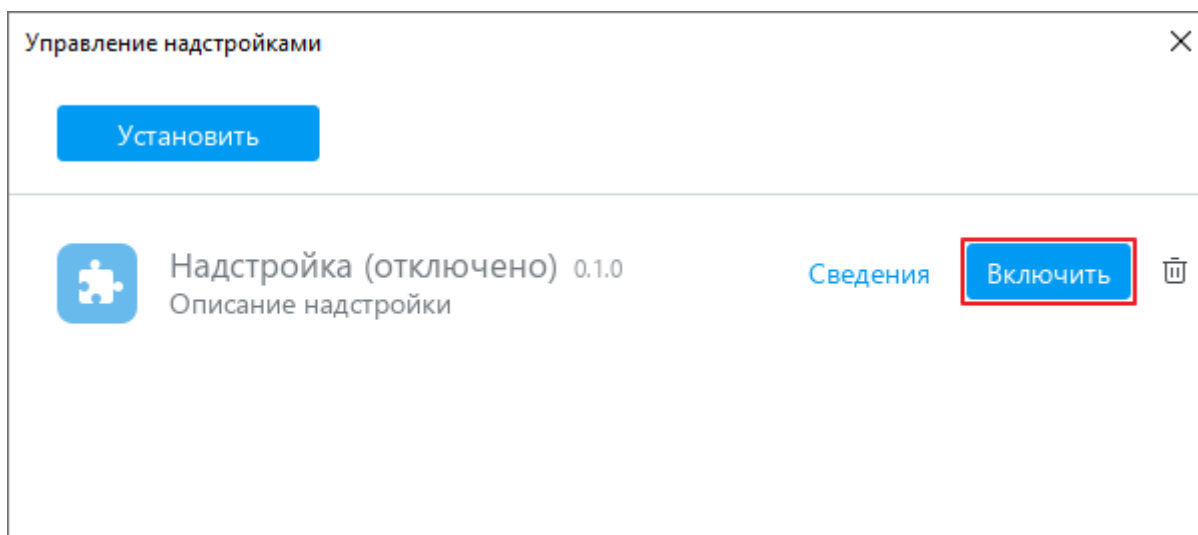 Управление надстройками
Установить
Надстройка (отключено) 0.1.0
Сведения
Включить
Описание надстройки